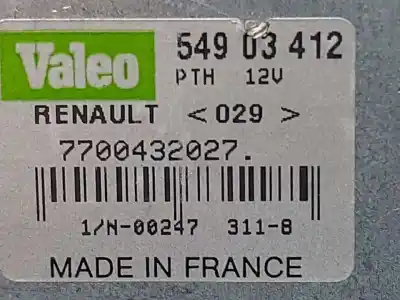 Valeo 549 03 412
PTH 12V
RENAULT <029>
7700432027.
1/N-00247 311-8
MADE IN FRANCE